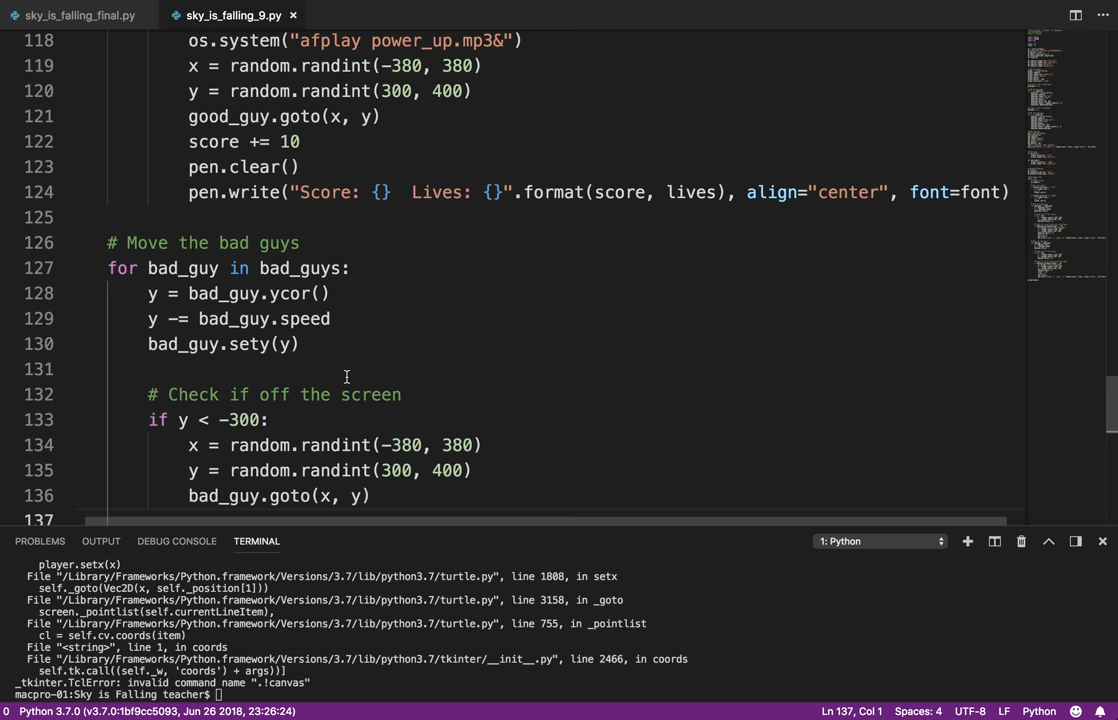 sky_is_falling_final.py
sky_is_falling_9.py ×
118 os.system("afplay power_up.mp3&")
119 x = random.randint(-380, 380)
120 y = random.randint(300, 400)
121 good_guy.goto(x, y)
122 score += 10
123 pen.clear()
124 pen.write("Score: {}  Lives: {}".format(score, lives), align="center", font=font)
125
126 # Move the bad guys
127 for bad_guy in bad_guys:
128 y = bad_guy.ycor()
129 y -= bad_guy.speed
130 bad_guy.sety(y)
131
132 # Check if off the screen
133 if y < -300:
134 x = random.randint(-380, 380)
135 y = random.randint(300, 400)
136 bad_guy.goto(x, y)
137
PROBLEMS OUTPUT DEBUG CONSOLE TERMINAL 1: Python
player.setx(x)
File "/Library/Frameworks/Python.framework/Versions/3.7/lib/python3.7/turtle.py", line 1808, in setx
self._goto(Vec2D(x, self._position[1]))
File "/Library/Frameworks/Python.framework/Versions/3.7/lib/python3.7/turtle.py", line 3158, in _goto
screen._pointlist(self.currentLineItem),
File "/Library/Frameworks/Python.framework/Versions/3.7/lib/python3.7/turtle.py", line 755, in _pointlist
cl = self.cv.coords(item)
File "<string>", line 1, in coords
File "/Library/Frameworks/Python.framework/Versions/3.7/lib/python3.7/tkinter/__init__.py", line 2466, in coords
self.tk.call((self._w, 'coords') + args))]
_tkinter.TclError: invalid command name ".!canvas"
macpro-01:Sky is Falling teacher$
0 Python 3.7.0 (v3.7.0:1bf9cc5093, Jun 26 2018, 23:26:24) Ln 137, Col 1 Spaces: 4 UTF-8 LF Python